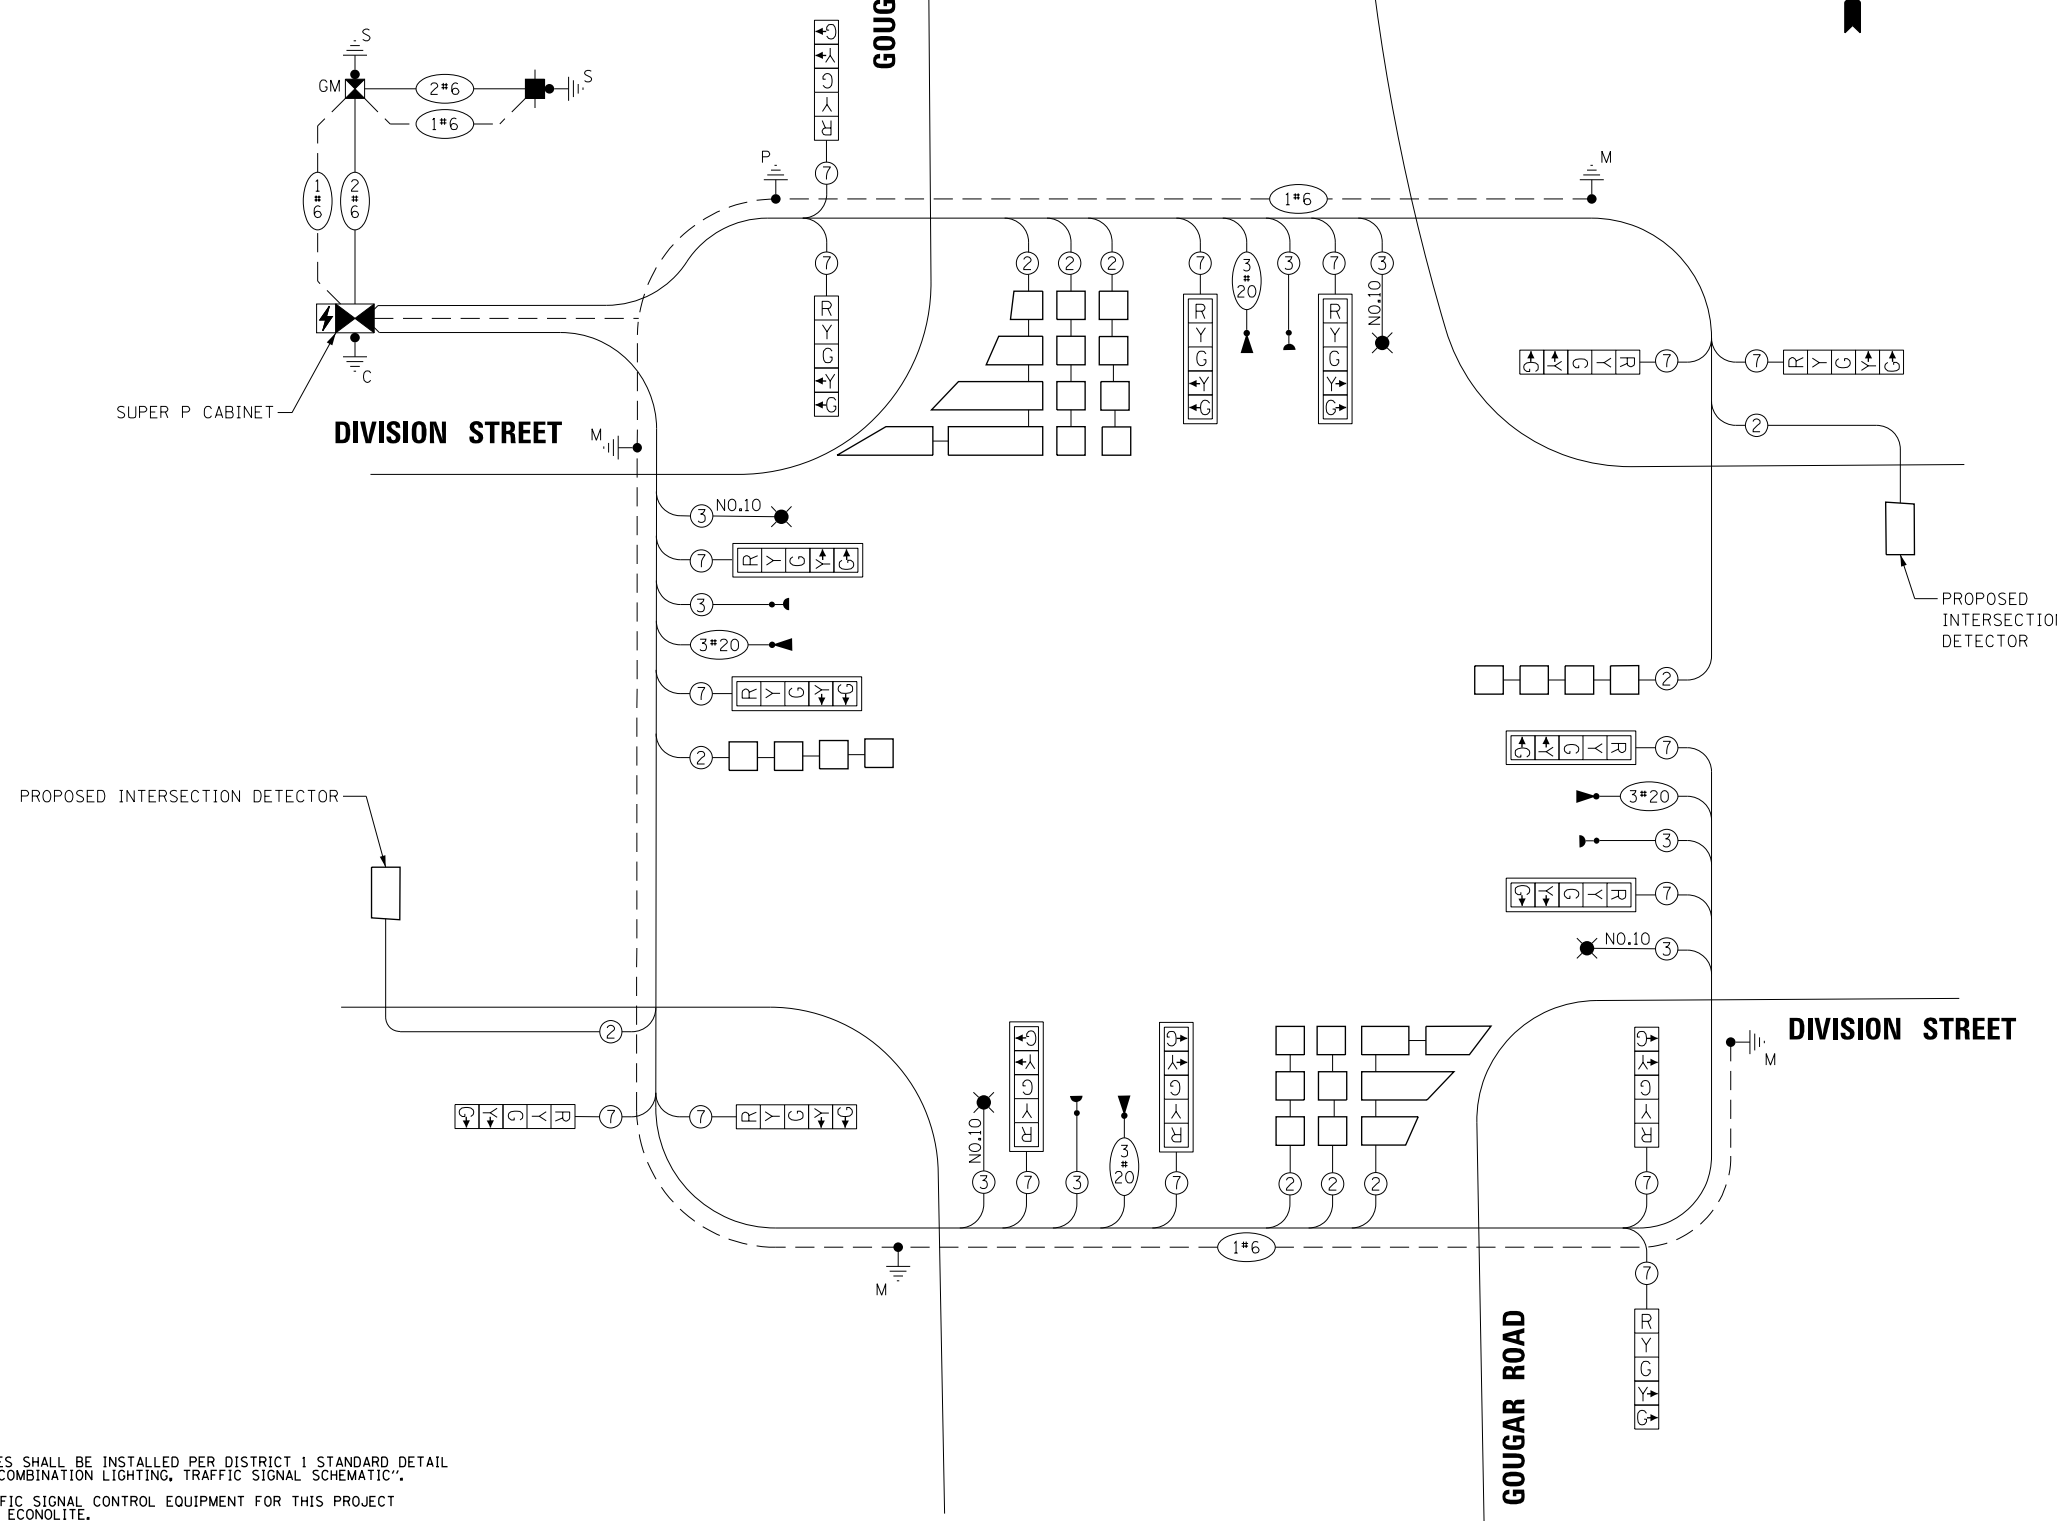 GOUG
S
GM
2#6
S
1#6
1#6
2#6
C
SUPER P CABINET
DIVISION STREET
G Y G Y R
7
P
1#6
M
7
R Y G Y G
2
2
2
7
3#20
3
7
3
NO.10
R Y G Y G
R Y G Y G
G Y G Y R
7
7
R Y G Y G
2
PROPOSED
INTERSECTIO
DETECTOR
M
3
NO.10
7
R Y G Y G
3
3#20
7
R Y G Y G
2
2
G Y G Y R
7
3#20
3
G Y G Y R
7
NO.10
3
PROPOSED INTERSECTION DETECTOR
2
G Y G Y R
7
7
R Y G Y G
NO.10
3
G Y G Y R
7
3
3#20
G Y G Y R
7
2
2
2
G Y G Y R
7
DIVISION STREET
M
M
1#6
7
R Y G Y G
GOUGAR ROAD
ES SHALL BE INSTALLED PER DISTRICT 1 STANDARD DETAIL
COMBINATION LIGHTING, TRAFFIC SIGNAL SCHEMATIC".
FIC SIGNAL CONTROL EQUIPMENT FOR THIS PROJECT
ECONOLITE.